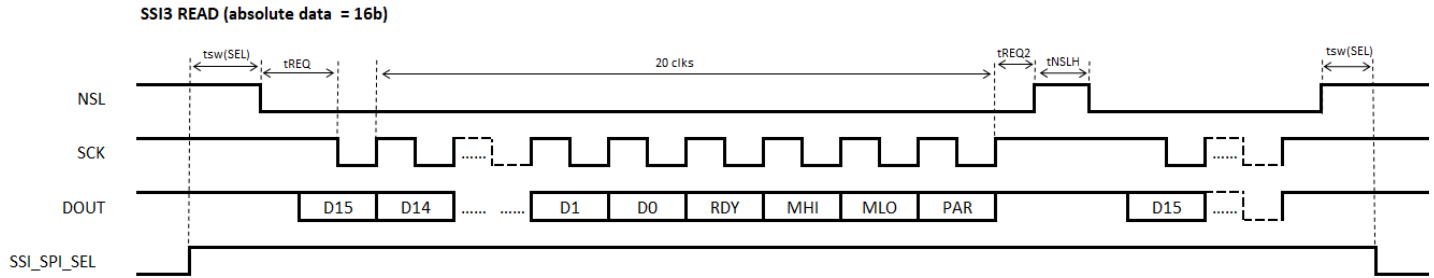 SSI3 READ (absolute data = 16b)
tsw(SEL) tREQ 20 clks tREQ2 tNSLH tsw(SEL)
NSL
SCK ...... ......
DOUT D15 D14 ...... ...... D1 D0 RDY MHI MLO PAR D15 ......
SSI_SPI_SEL